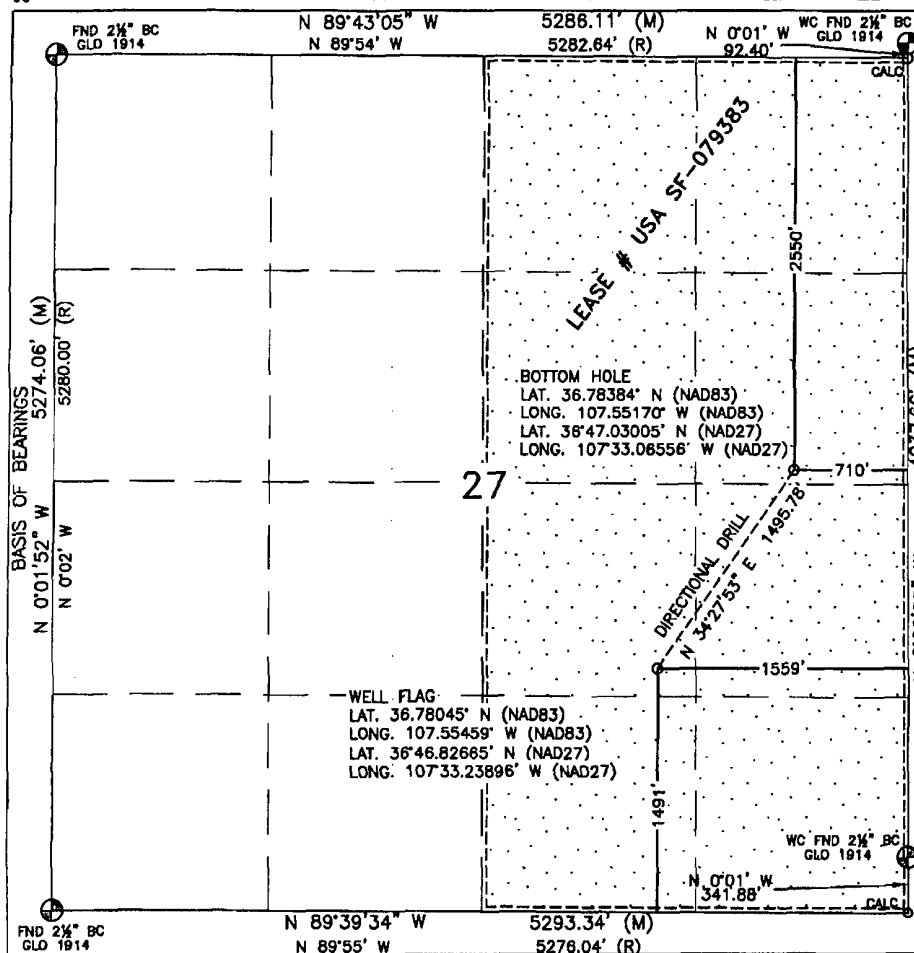 FND 2½" BC
GLO 1914
N 89°43'05" W 5286.11' (M)
N 89°54' W 5282.64' (R)
N 0°01' W
92.40'
WC FND 2½" BC
GLO 1914
CALC
LEASE # USA SF-079383
2550'
BASIS OF BEARINGS
N 0°01'52" W 5274.06' (M)
N 0°02' W 5280.00' (R)
BOTTOM HOLE
LAT. 36.78384° N (NAD83)
LONG. 107.55170° W (NAD83)
LAT. 36°47.03005' N (NAD27)
LONG. 107°33.06556' W (NAD27)
27
710'
DIRECTIONAL DRILL
N 34°27'53" E 1495.78'
1559'
WELL FLAG
LAT. 36.78045° N (NAD83)
LONG. 107.55459° W (NAD83)
LAT. 36°46.82665' N (NAD27)
LONG. 107°33.23896' W (NAD27)
1491'
WC FND 2½" BC
GLO 1914
N 0°01' W
341.88'
CALC
FND 2½" BC
GLO 1914
N 89°39'34" W 5293.34' (M)
N 89°55' W 5276.04' (R)